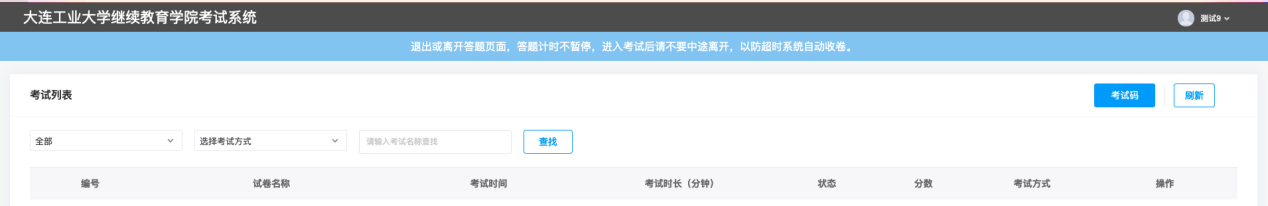 大连工业大学继续教育学院考试系统 测试9
退出或离开答题页面，答题计时不暂停，进入考试后请不要中途离开，以防超时系统自动收卷。
考试列表 考试码 刷新
全部 选择考试方式 请输入考试名称查找 查找
编号 试卷名称 考试时间 考试时长（分钟） 状态 分数 考试方式 操作